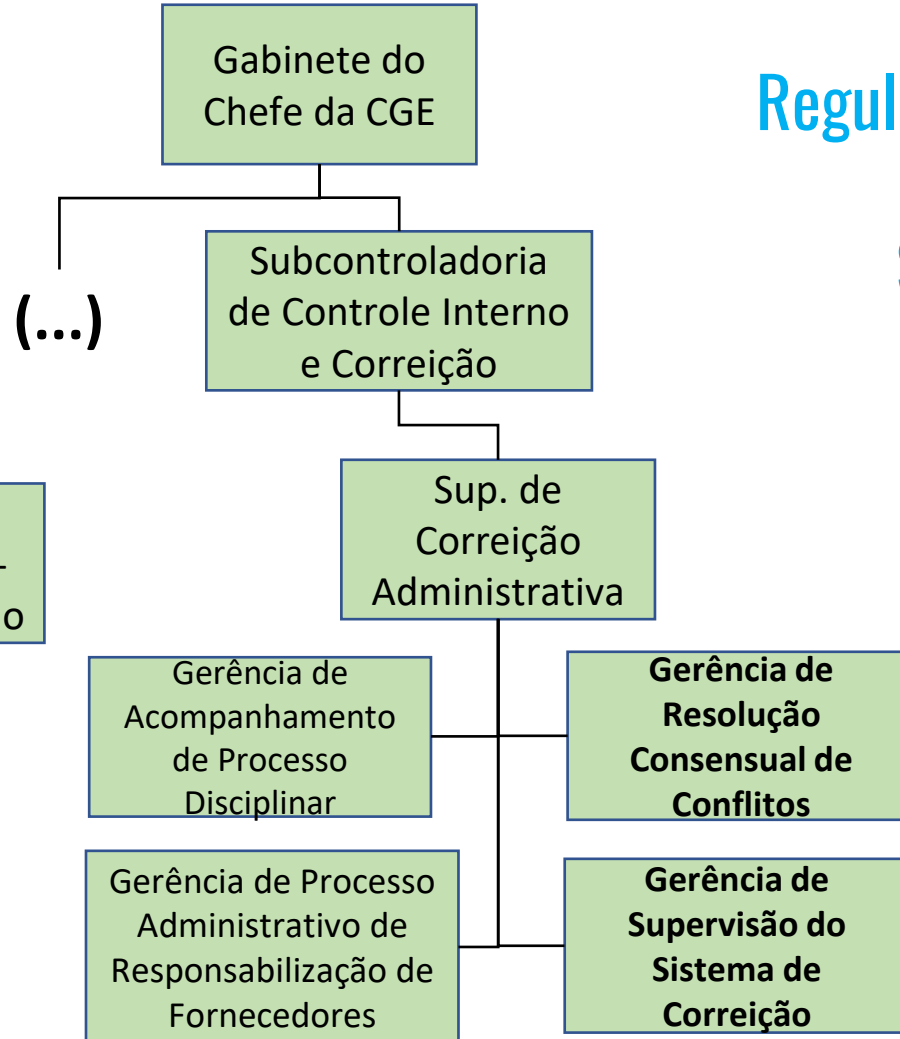 Gabinete do
Chefe da CGE
Regul
(...)
Subcontroladoria
de Controle Interno
e Correição
Sup. de
Correição
Administrativa
o
Gerência de
Acompanhamento
de Processo
Disciplinar
Gerência de
Resolução
Consensual de
Conflitos
Gerência de Processo
Administrativo de
Responsabilização de
Fornecedores
Gerência de
Supervisão do
Sistema de
Correição